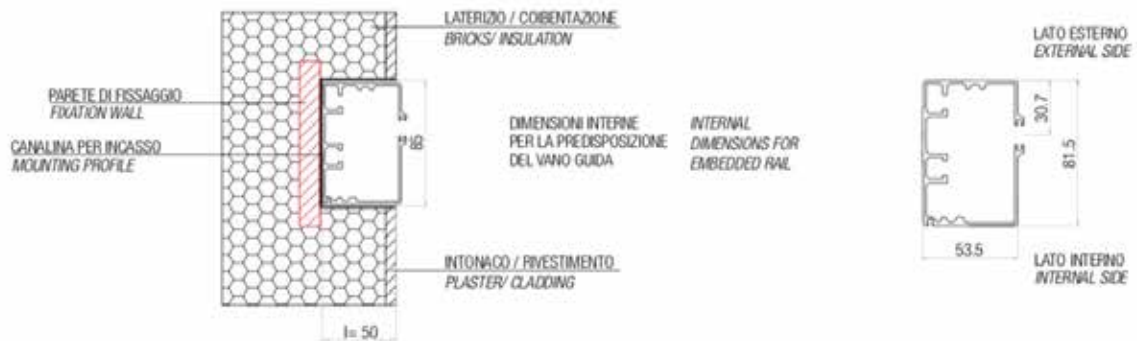 LATERIZIO / COIBENTAZIONE
BRICKS/ INSULATION
PARETE DI FISSAGGIO
FIXATION WALL
CANALINA PER INCASSO
MOUNTING PROFILE
85
INTONACO / RIVESTIMENTO
PLASTER/ CLADDING
l= 50
DIMENSIONI INTERNE
PER LA PREDISPOSIZIONE
DEL VANO GUIDA
INTERNAL
DIMENSIONS FOR
EMBEDDED RAIL
LATO ESTERNO
EXTERNAL SIDE
30.7
81.5
53.5
LATO INTERNO
INTERNAL SIDE